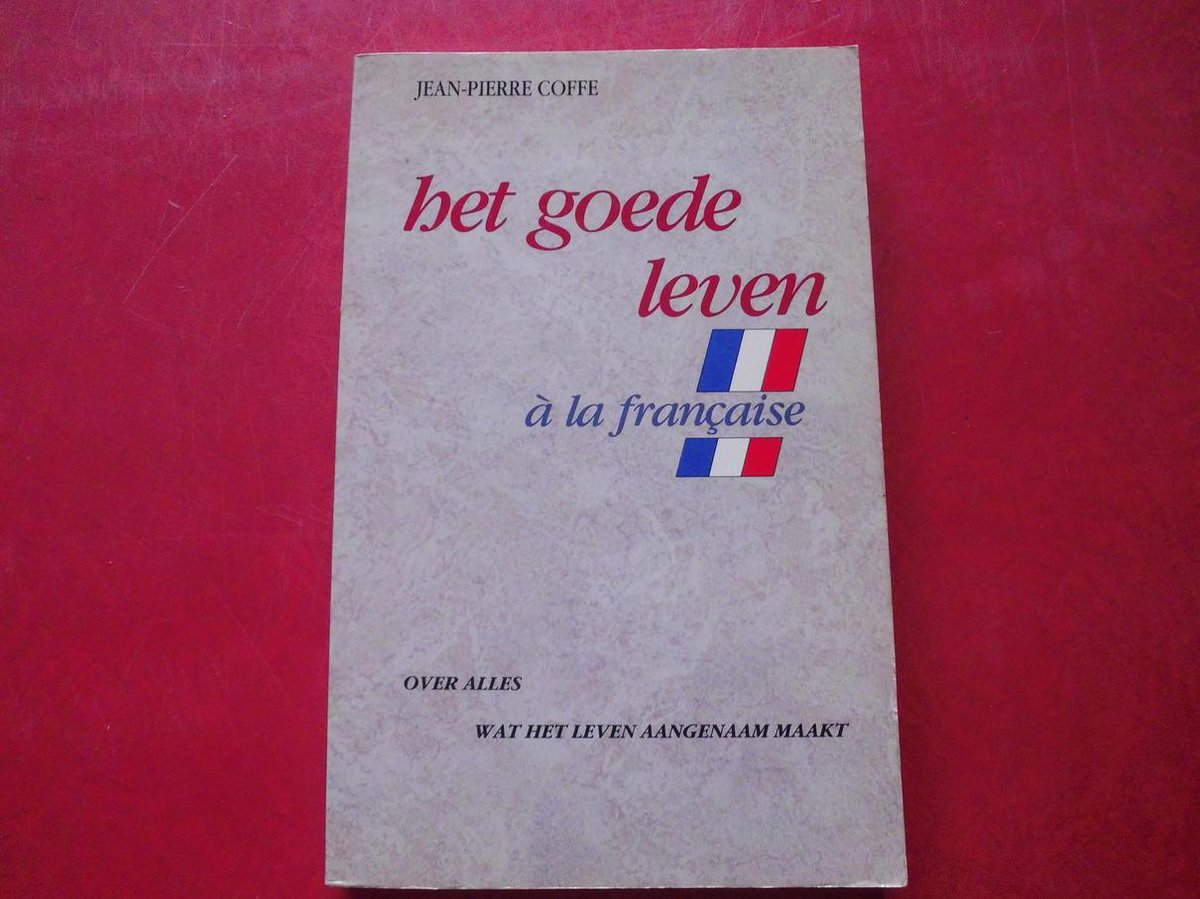 JEAN-PIERRE COFFE
het goede
leven
à la française
OVER ALLES
WAT HET LEVEN AANGENAAM MAAKT